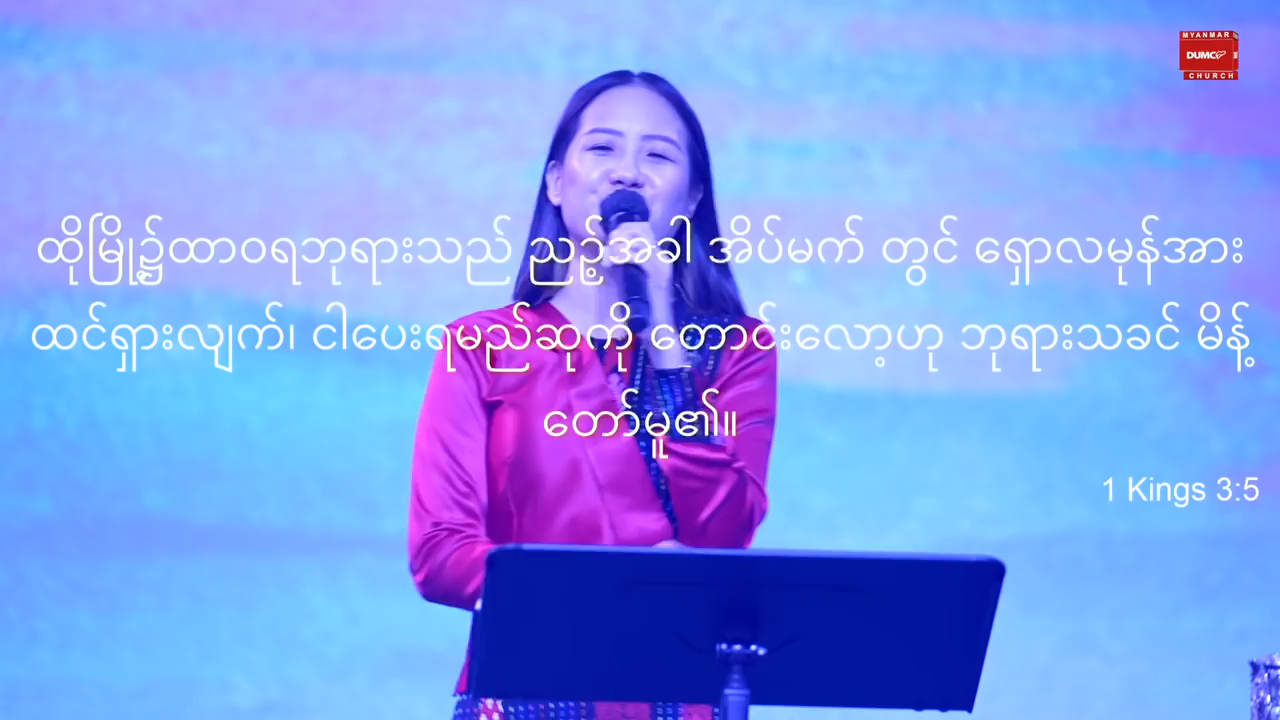 MYANMAR
DUMC
CHURCH
ထိုမြို့၌ထာဝရဘုရားသည် ညဉ့်အခါ အိပ်မက် တွင် ရှောလမုန်အား
ထင်ရှားလျက်၊ ငါပေးရမည်ဆုကို တောင်းလော့ဟု ဘုရားသခင် မိန့်
တော်မူ၏။
1 Kings 3:5